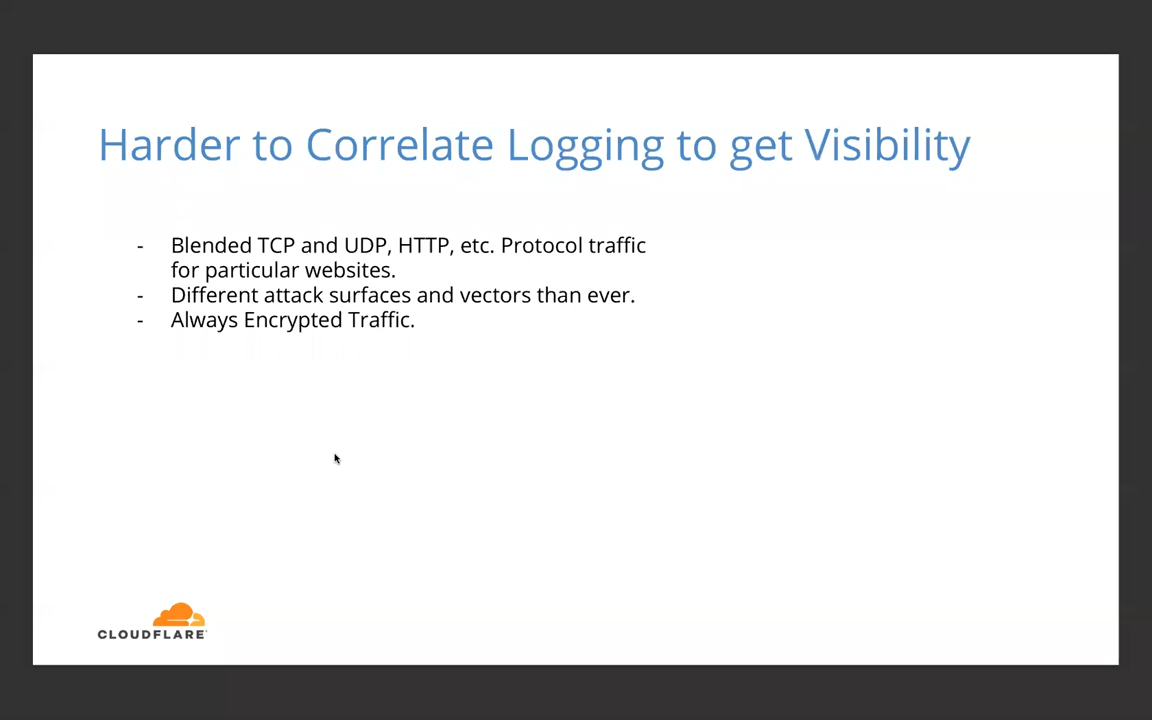 Harder to Correlate Logging to get Visibility
- Blended TCP and UDP, HTTP, etc. Protocol traffic
for particular websites.
- Different attack surfaces and vectors than ever.
- Always Encrypted Traffic.
CLOUDFLARE